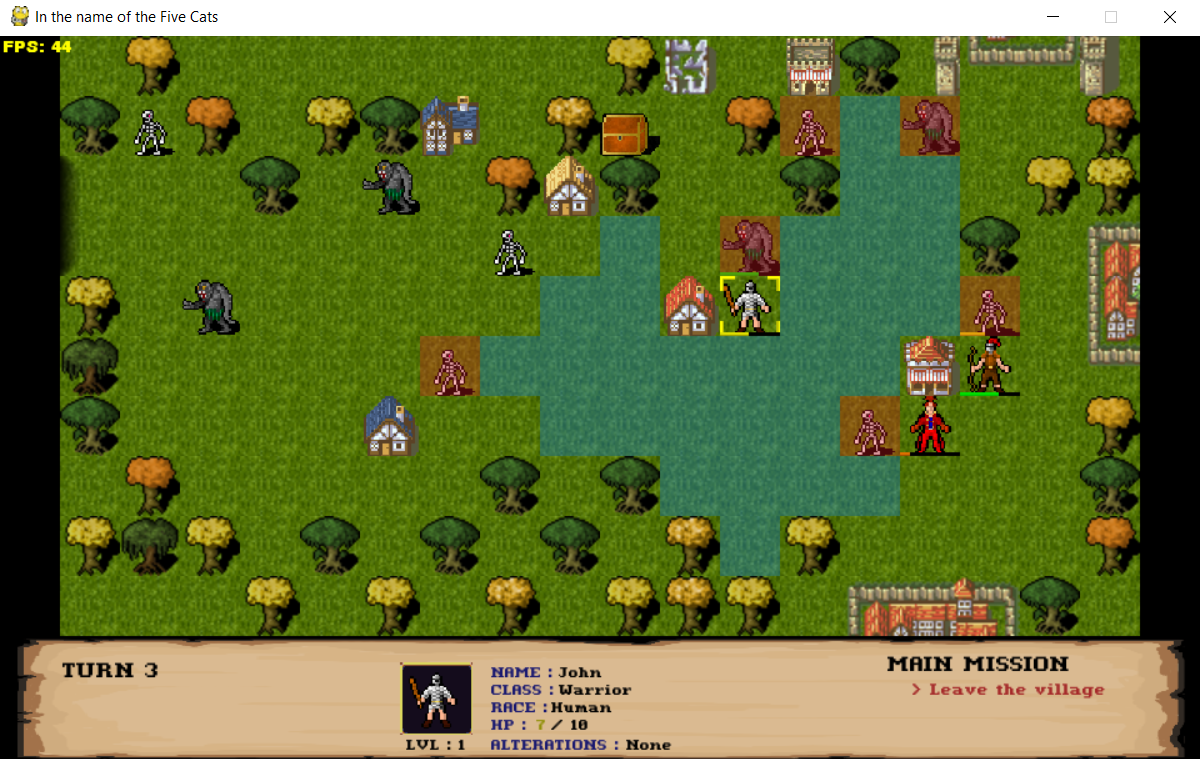 In the name of the Five Cats
FPS: 44
TURN 3
NAME : John
CLASS : Warrior
RACE :Human
HP : 7 / 10
LVL : 1
ALTERATIONS : None
MAIN MISSION
> Leave the village